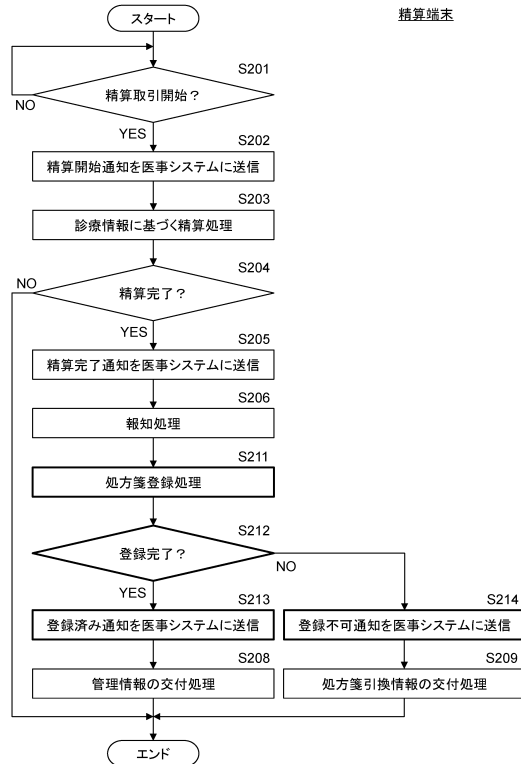 精算端末
スタート
S201
精算取引開始？
NO
YES
S202
精算開始通知を医事システムに送信
S203
診療情報に基づく精算処理
S204
NO
精算完了？
YES
S205
精算完了通知を医事システムに送信
S206
報知処理
S211
処方箋登録処理
S212
登録完了？
NO
YES
S213
登録済み通知を医事システムに送信
S214
登録不可通知を医事システムに送信
S208
管理情報の交付処理
S209
処方箋引換情報の交付処理
エンド